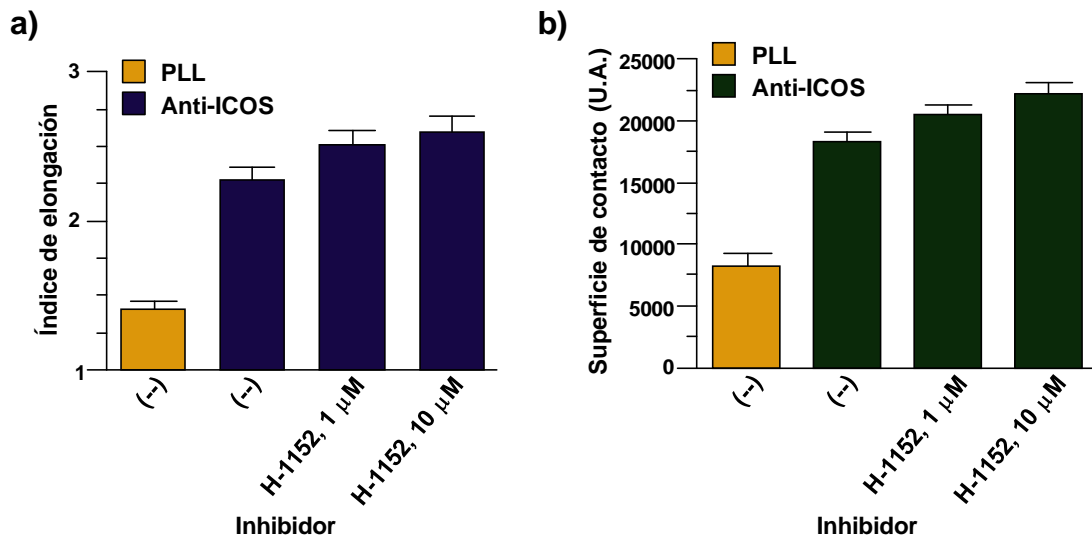 a)
PLL
Anti-ICOS
Índice de elongación
3
2
1
(--)
(--)
H-1152, 1 μM
H-1152, 10 μM
Inhibidor
b)
PLL
Anti-ICOS
Superficie de contacto (U.A.)
25000
20000
15000
10000
5000
0
(--)
(--)
H-1152, 1 μM
H-1152, 10 μM
Inhibidor